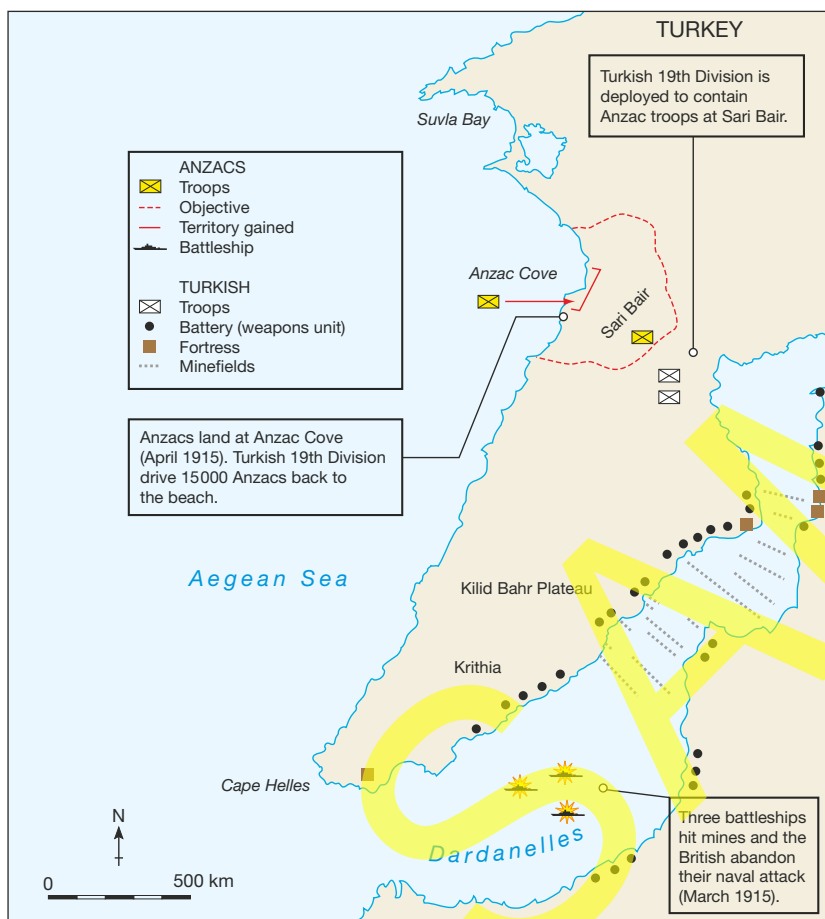 TURKEY
Turkish 19th Division is
deployed to contain
Anzac troops at Sari Bair.
Suvla Bay
ANZACS
Troops
Objective
Territory gained
Battleship
TURKISH
Troops
Battery (weapons unit)
Fortress
Minefields
Anzac Cove
Sari Bair
Anzacs land at Anzac Cove
(April 1915). Turkish 19th Division
drive 15000 Anzacs back to
the beach.
Aegean Sea
Kilid Bahr Plateau
Krithia
Cape Helles
Dardanelles
Three battleships
hit mines and the
British abandon
their naval attack
(March 1915).
N
0 500 km